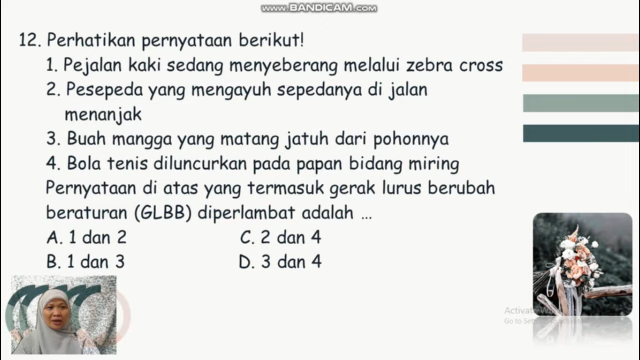 www.BANDICAM.com
12. Perhatikan pernyataan berikut!
1. Pejalan kaki sedang menyeberang melalui zebra cross
2. Pesepeda yang mengayuh sepedanya di jalan
menanjak
3. Buah mangga yang matang jatuh dari pohonnya
4. Bola tenis diluncurkan pada papan bidang miring
Pernyataan di atas yang termasuk gerak lurus berubah
beraturan (GLBB) diperlambat adalah ...
A. 1 dan 2
C. 2 dan 4
B. 1 dan 3
D. 3 dan 4
Activate
Go to